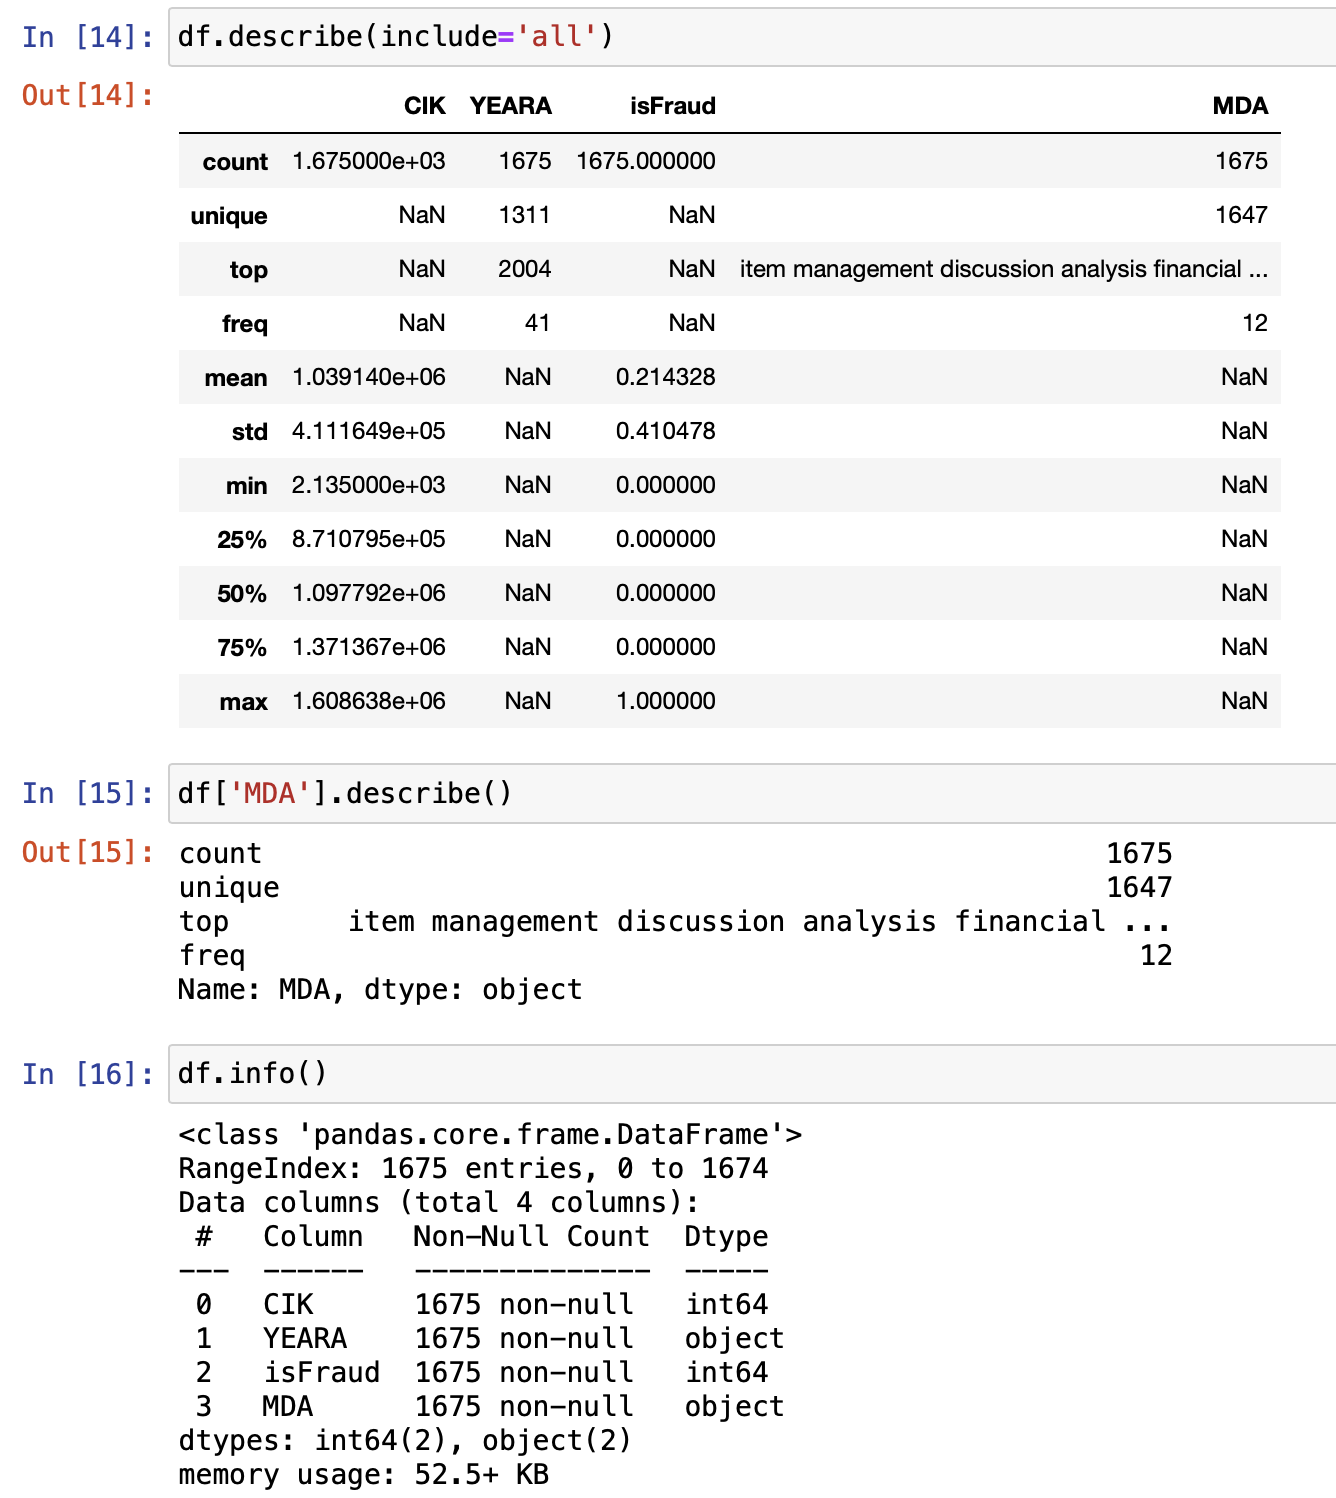 In [14]: df.describe(include='all')
Out[14]:
CIK YEARA isFraud MDA
count 1.675000e+03 1675 1675.000000 1675
unique NaN 1311 NaN 1647
top NaN 2004 NaN item management discussion analysis financial ...
freq NaN 41 NaN 12
mean 1.039140e+06 NaN 0.214328 NaN
std 4.111649e+05 NaN 0.410478 NaN
min 2.135000e+03 NaN 0.000000 NaN
25% 8.710795e+05 NaN 0.000000 NaN
50% 1.097792e+06 NaN 0.000000 NaN
75% 1.371367e+06 NaN 0.000000 NaN
max 1.608638e+06 NaN 1.000000 NaN
In [15]: df['MDA'].describe()
Out[15]: count 1675
unique 1647
top item management discussion analysis financial ...
freq 12
Name: MDA, dtype: object
In [16]: df.info()
<class 'pandas.core.frame.DataFrame'>
RangeIndex: 1675 entries, 0 to 1674
Data columns (total 4 columns):
# Column Non-Null Count Dtype
--- ------ -------------- -----
0 CIK 1675 non-null int64
1 YEARA 1675 non-null object
2 isFraud 1675 non-null int64
3 MDA 1675 non-null object
dtypes: int64(2), object(2)
memory usage: 52.5+ KB